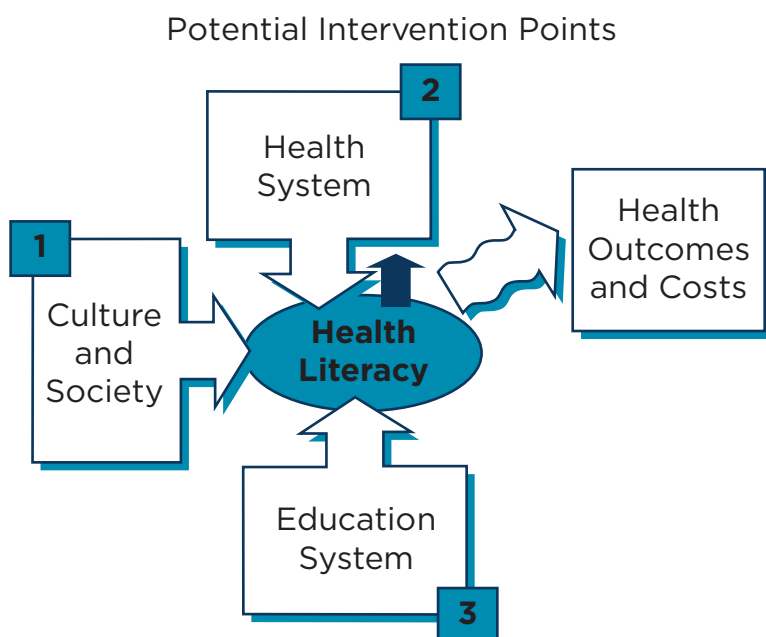 Potential Intervention Points
2
Health
System
1
Culture
and
Society
Health
Literacy
Health
Outcomes
and Costs
Education
System
3